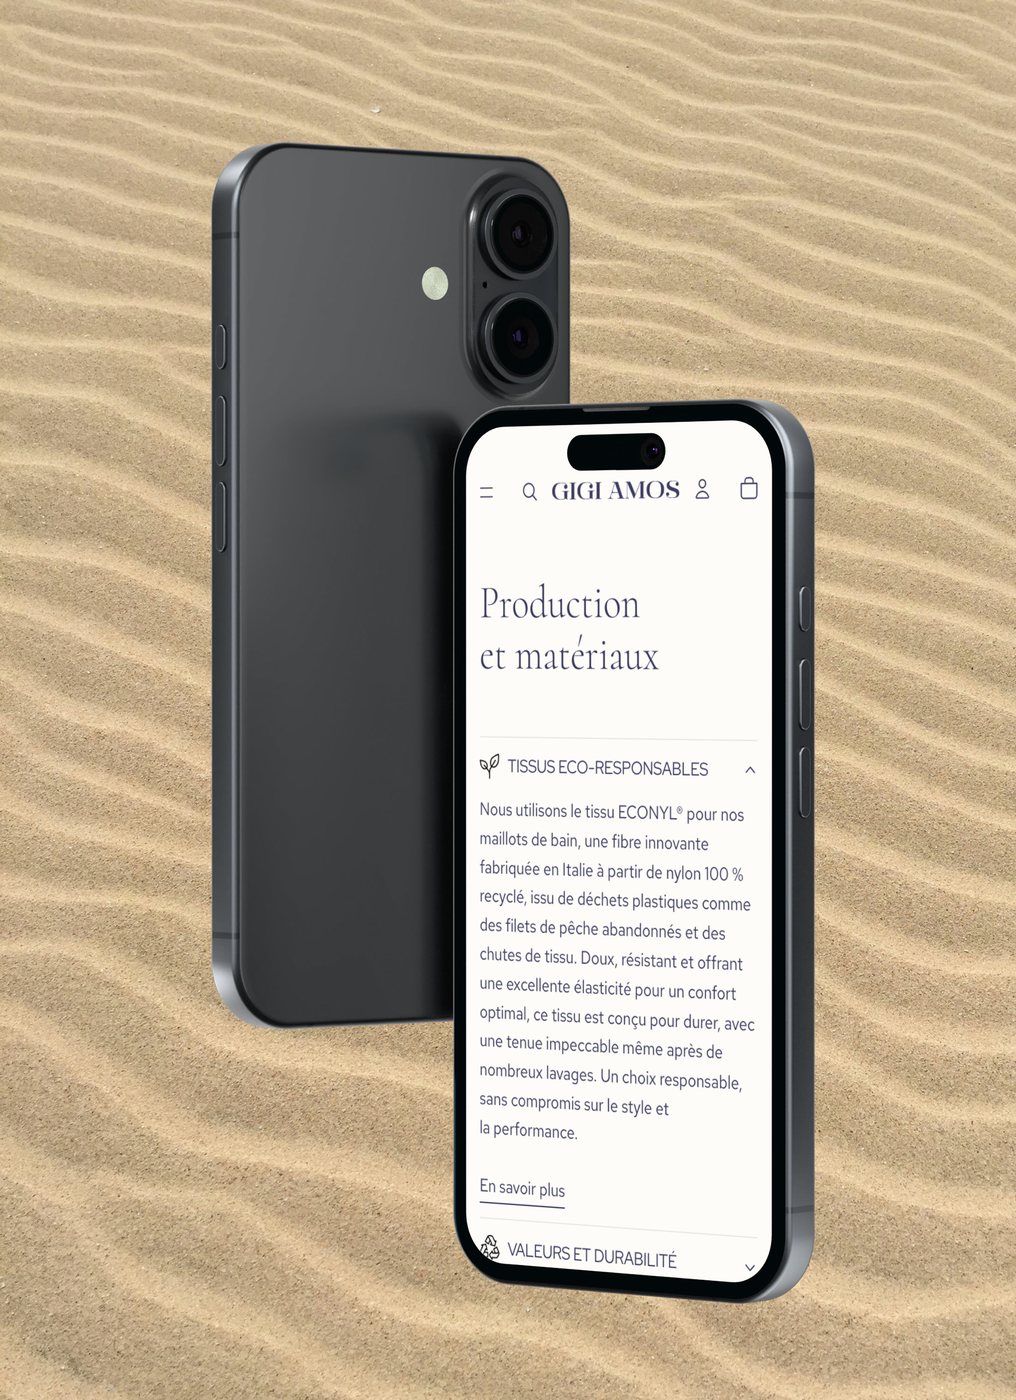 GIGI AMOS
Production
et matériaux
TISSUS ECO-RESPONSABLES
Nous utilisons le tissu ECONYL® pour nos
maillots de bain, une fibre innovante
fabriquée en Italie à partir de nylon 100 %
recyclé, issu de déchets plastiques comme
des filets de pêche abandonnés et des
chutes de tissu. Doux, résistant et offrant
une excellente élasticité pour un confort
optimal, ce tissu est conçu pour durer, avec
une tenue impeccable même après de
nombreux lavages. Un choix responsable,
sans compromis sur le style et
la performance.
En savoir plus
VALEURS ET DURABILITÉ